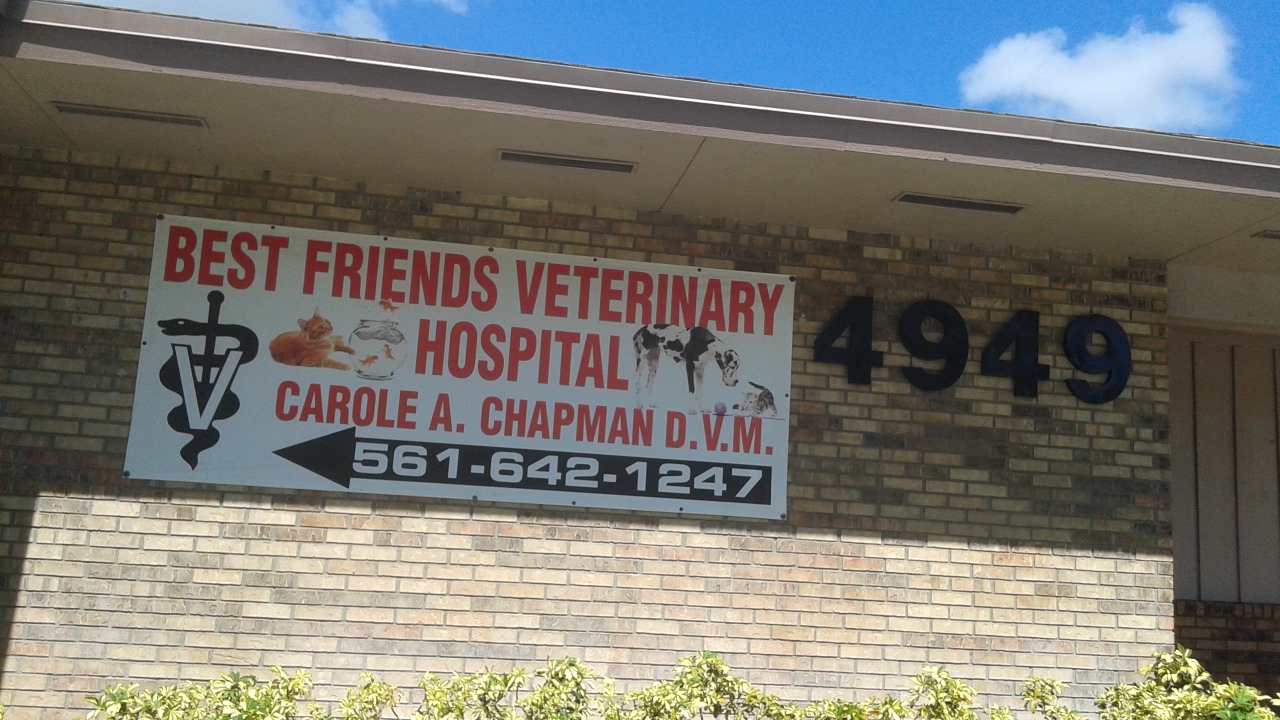 BEST FRIENDS VETERINARY
HOSPITAL
CAROLE A. CHAPMAN D.V.M.
561-642-1247
V
4949